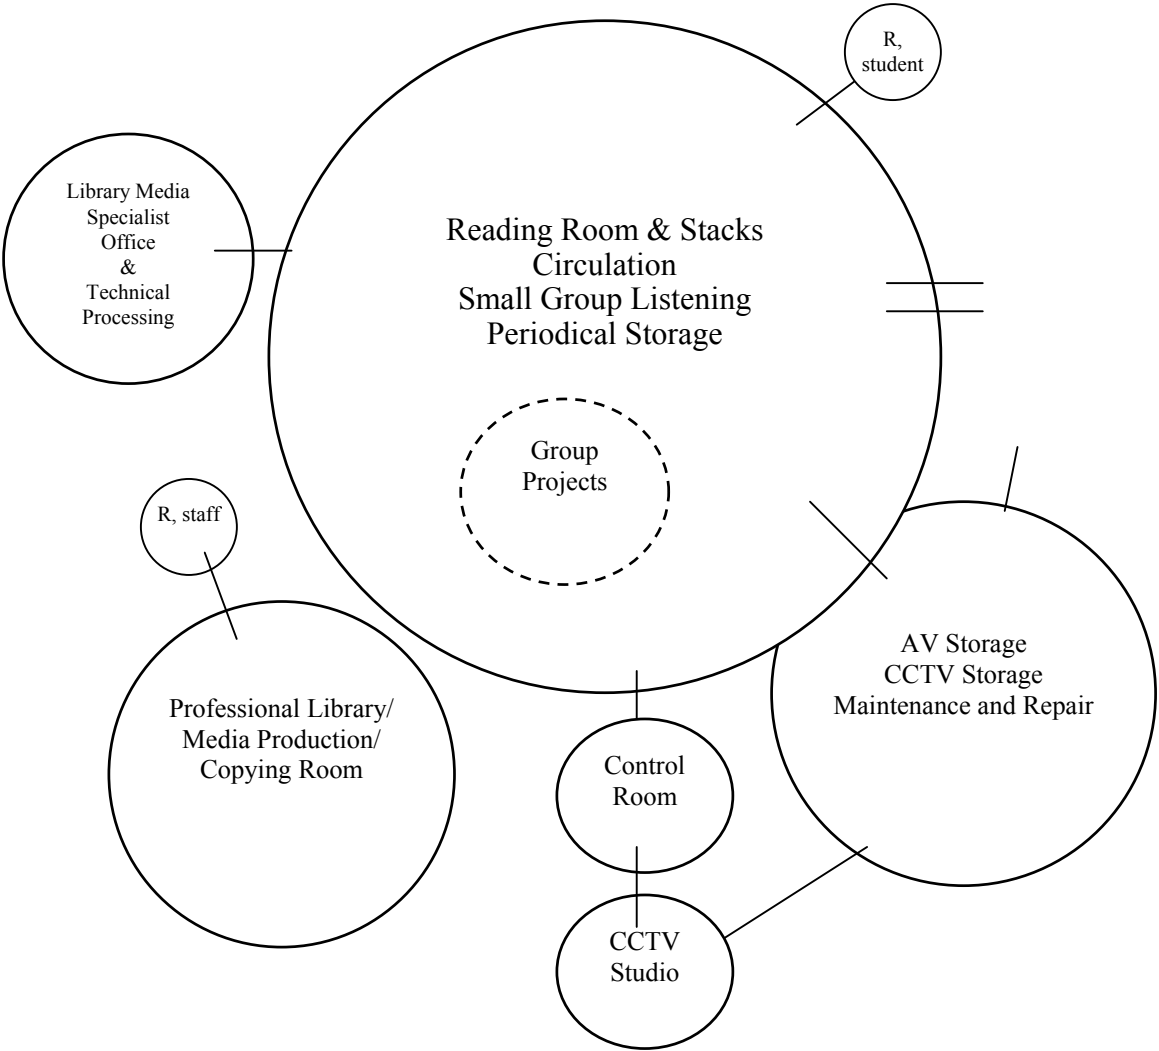 R,
student
Library Media
Specialist
Office
&
Technical
Processing
Reading Room & Stacks
Circulation
Small Group Listening
Periodical Storage
Group
Projects
R, staff
Professional Library/
Media Production/
Copying Room
AV Storage
CCTV Storage
Maintenance and Repair
Control
Room
CCTV
Studio